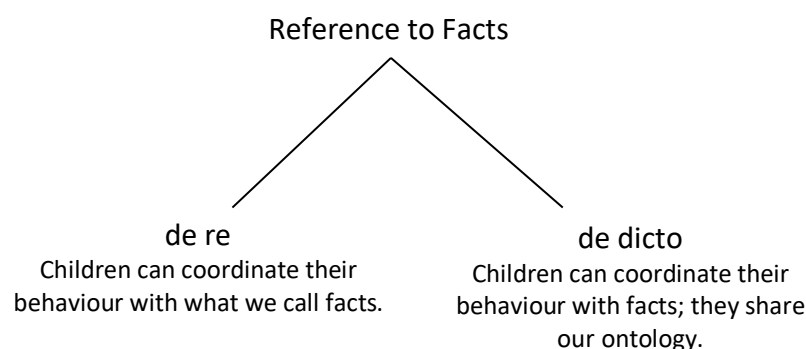 Reference to Facts
de re
Children can coordinate their
behaviour with what we call facts.
de dicto
Children can coordinate their
behaviour with facts; they share
our ontology.